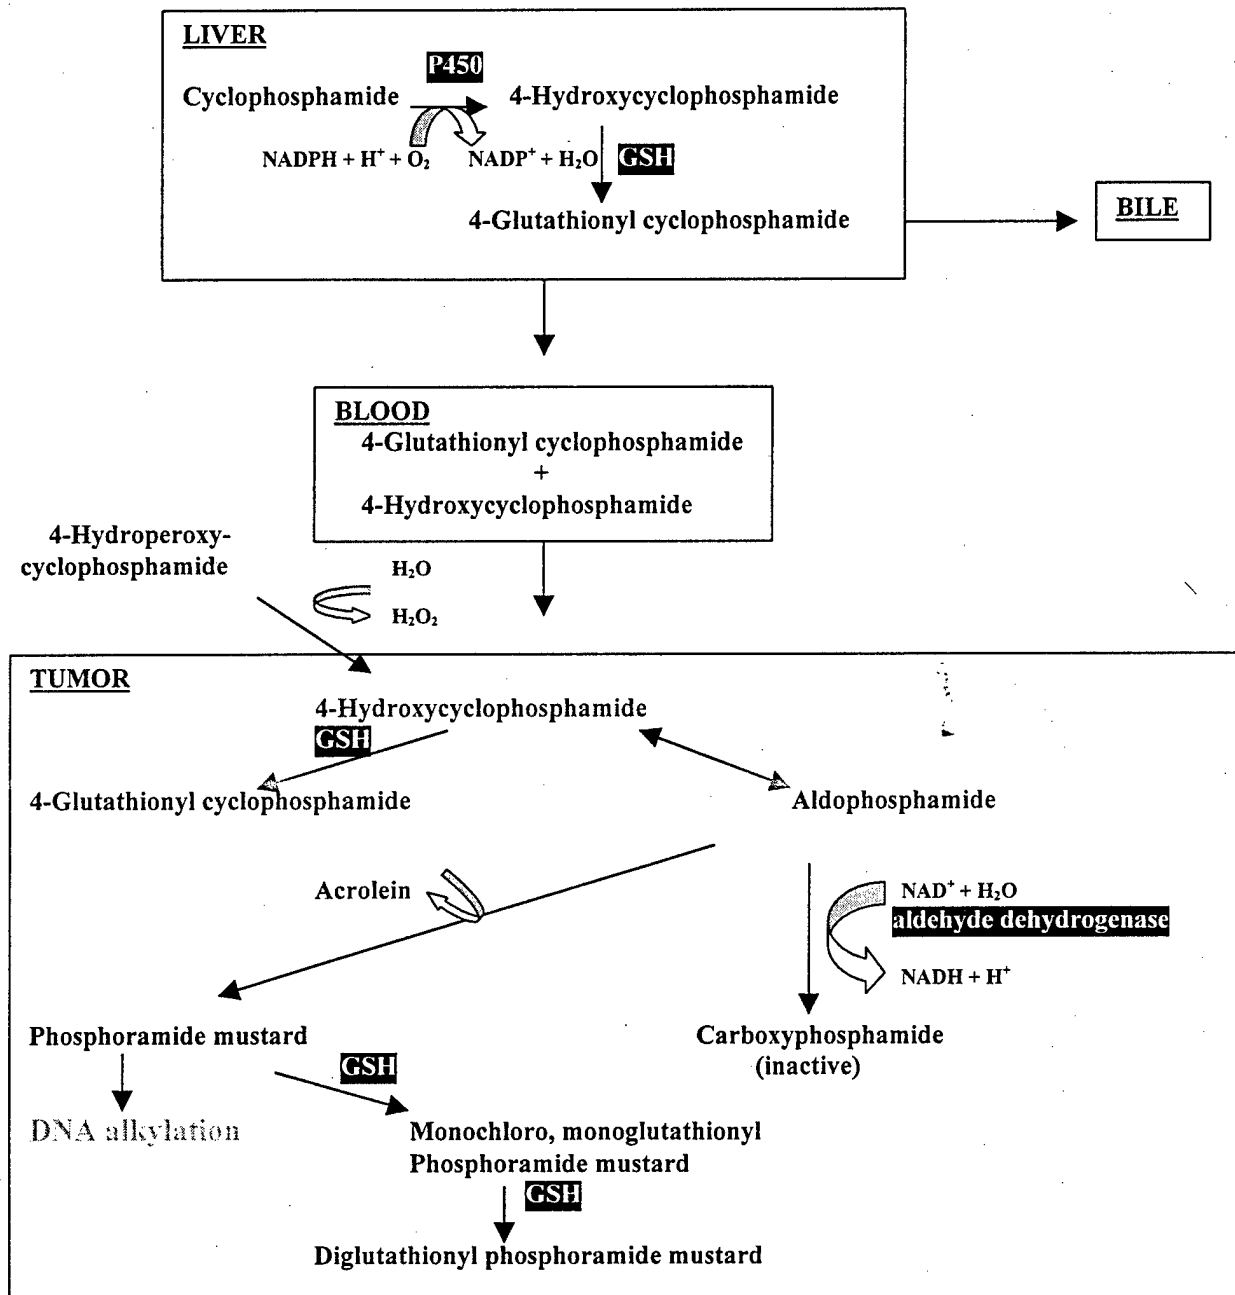 LIVER
P450
Cyclophosphamide
4-Hydroxycyclophosphamide
NADPH + H⁺ + O₂
NADP⁺ + H₂O
GSH
4-Glutathionyl cyclophosphamide
BILE
BLOOD
4-Glutathionyl cyclophosphamide
+
4-Hydroxycyclophosphamide
4-Hydroperoxy-
cyclophosphamide
H₂O
H₂O₂
TUMOR
4-Hydroxycyclophosphamide
GSH
4-Glutathionyl cyclophosphamide
Aldophosphamide
Acrolein
NAD⁺ + H₂O
aldehyde dehydrogenase
NADH + H⁺
Phosphoramide mustard
Carboxyphosphamide
(inactive)
GSH
DNA alkylation
Monochloro, monoglutathionyl
Phosphoramide mustard
GSH
Diglutathionyl phosphoramide mustard